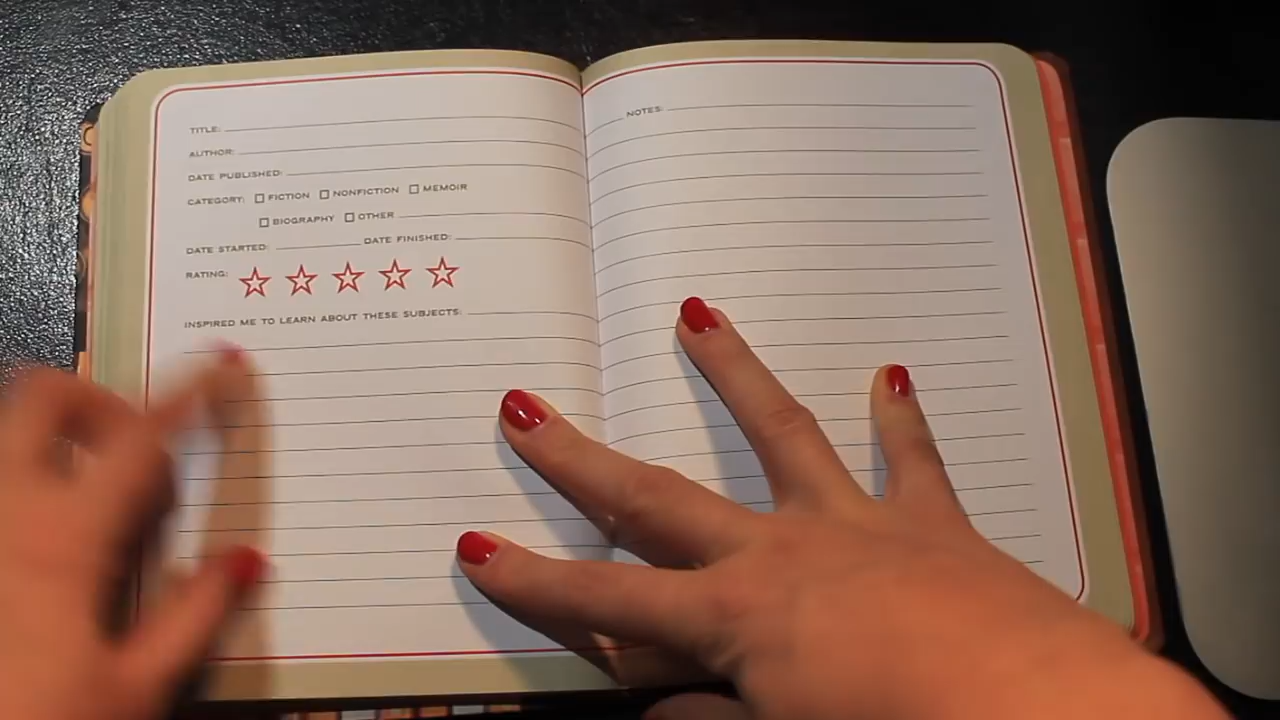 TITLE:
AUTHOR:
DATE PUBLISHED:
CATEGORY: FICTION NONFICTION MEMOIR
BIOGRAPHY OTHER
DATE STARTED: DATE FINISHED:
RATING:
INSPIRED ME TO LEARN ABOUT THESE SUBJECTS:
NOTES: